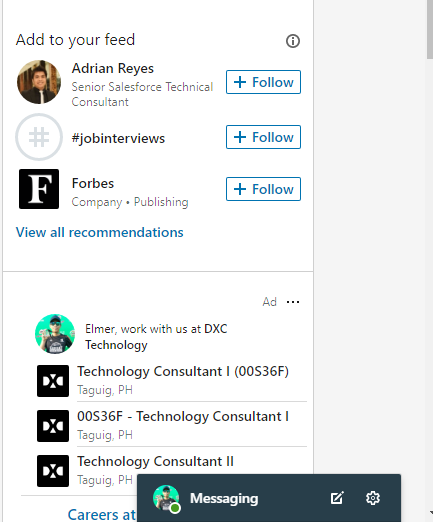 Add to your feed
Adrian Reyes
Senior Salesforce Technical
Consultant
+ Follow
#
#jobinterviews
+ Follow
F
Forbes
Company • Publishing
+ Follow
View all recommendations
Ad
Elmer, work with us at DXC
Technology
Technology Consultant I (00S36F)
Taguig, PH
00S36F - Technology Consultant I
Taguig, PH
Technology Consultant II
Taguig, PH
Careers at
Messaging